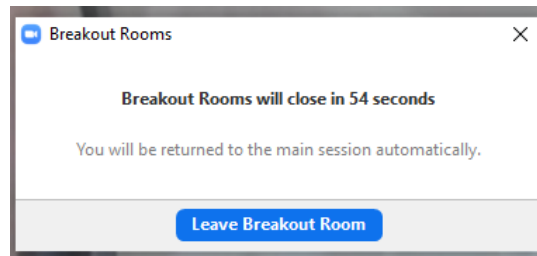 Breakout Rooms
Breakout Rooms will close in 54 seconds
You will be returned to the main session automatically.
Leave Breakout Room